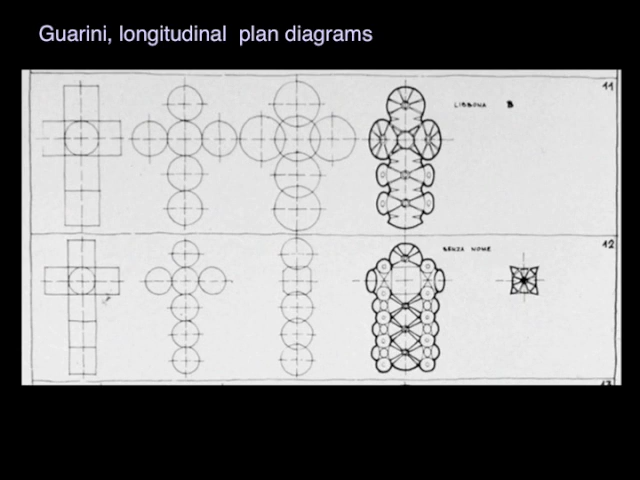 Guarini, longitudinal plan diagrams
11
LISBONA B
SENZA NOME
12